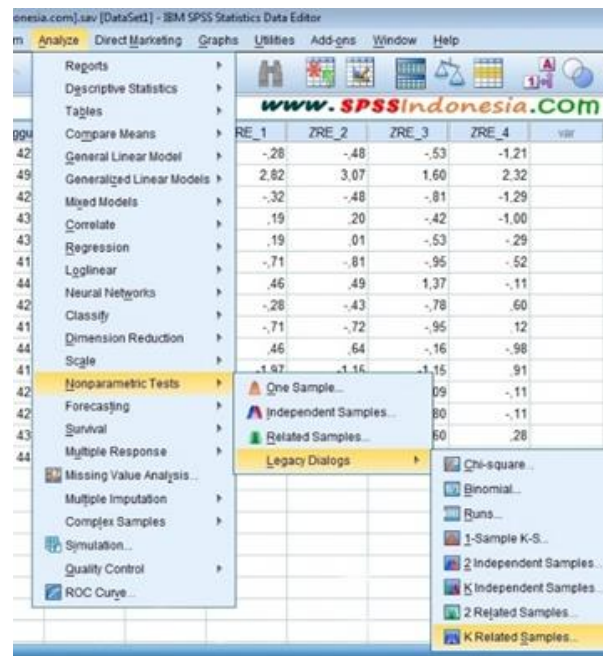 onesia.com].sav [DataSet1] - IBM SPSS Statistics Data Editor
m Analyze Direct Marketing Graphs Utilities Add-ons Window Help
www.SPSSIndonesia.com
Reports
Descriptive Statistics
Tables
Compare Means
General Linear Model
Generalized Linear Models
Mixed Models
Correlate
Regression
Loglinear
Neural Networks
Classify
Dimension Reduction
Scale
Nonparametric Tests
Forecasting
Survival
Multiple Response
Missing Value Analysis...
Multiple Imputation
Complex Samples
Simulation...
Quality Control
ROC Curve...
One Sample...
Independent Samples...
Related Samples...
Legacy Dialogs
Chi-square...
Binomial...
Runs...
1-Sample K-S...
2 Independent Samples...
K Independent Samples...
2 Related Samples...
K Related Samples...
ggu RE_1 ZRE_2 ZRE_3 ZRE_4 var
42 -,28 -,48 -,53 -1,21
49 2,82 3,07 1,60 2,32
42 -,32 -,48 -,81 -1,29
43 ,19 ,20 -,42 -1,00
43 ,19 ,01 -,53 -,29
41 -,71 -,81 -,95 -,52
44 ,46 ,49 1,37 -,11
42 -,28 -,43 -,78 ,60
41 -,71 -,72 -,95 ,12
44 ,46 ,64 -,16 -,98
41 -1,97 -1,16 -1,15 ,91
42 09 -,11
42 80 -,11
43 60 ,28
44